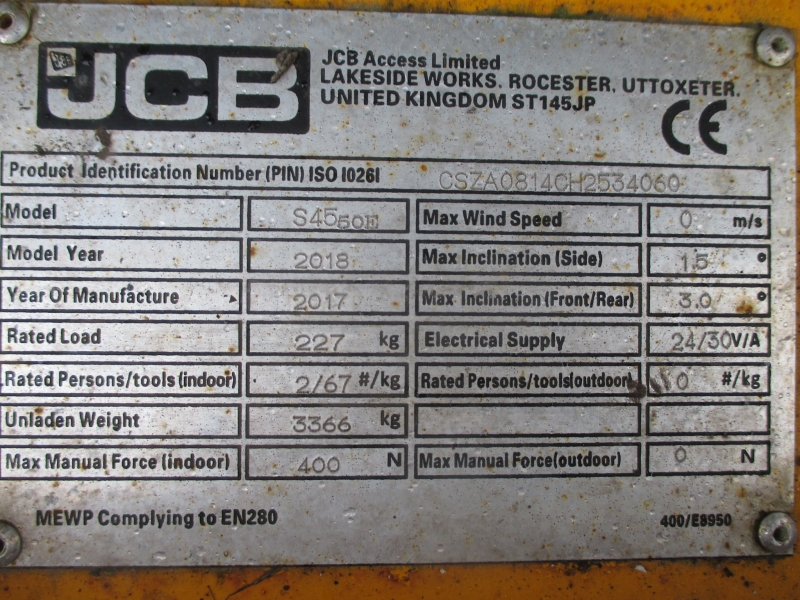 JCB
JCB Access Limited
LAKESIDE WORKS. ROCESTER, UTTOXETER.
UNITED KINGDOM ST145JP
CE
Product Identification Number (PIN) ISO 10261 CSZA0814CH2534060
Model S4550E Max Wind Speed 0 m/s
Model Year 2018 Max Inclination (Side) 1.5 °
Year Of Manufacture 2017 Max Inclination (Front/Rear) 3.0 °
Rated Load 227 kg Electrical Supply 24/30 V/A
Rated Persons/tools (indoor) 2/67 #/kg Rated Persons/tools(outdoor) 0 #/kg
Unladen Weight 3366 kg
Max Manual Force (indoor) 400 N Max Manual Force(outdoor) 0 N
MEWP Complying to EN280
400/E8950